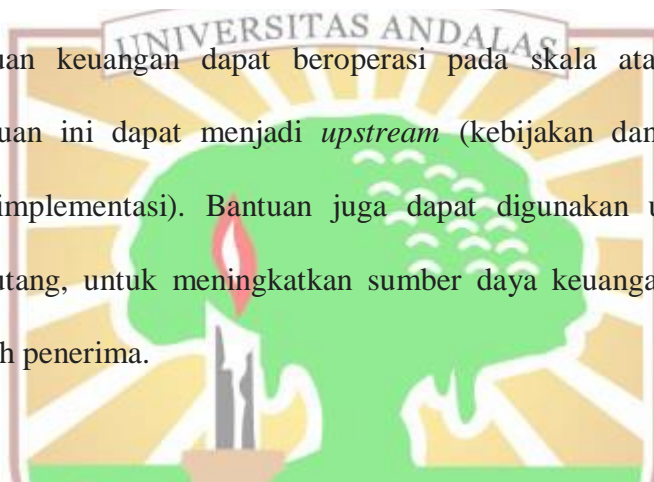 UNIVERSITAS ANDALAS
uan keuangan dapat beroperasi pada skala ata
uan ini dapat menjadi upstream (kebijakan dan
implementasi). Bantuan juga dapat digunakan u
utang, untuk meningkatkan sumber daya keuanga
h penerima.